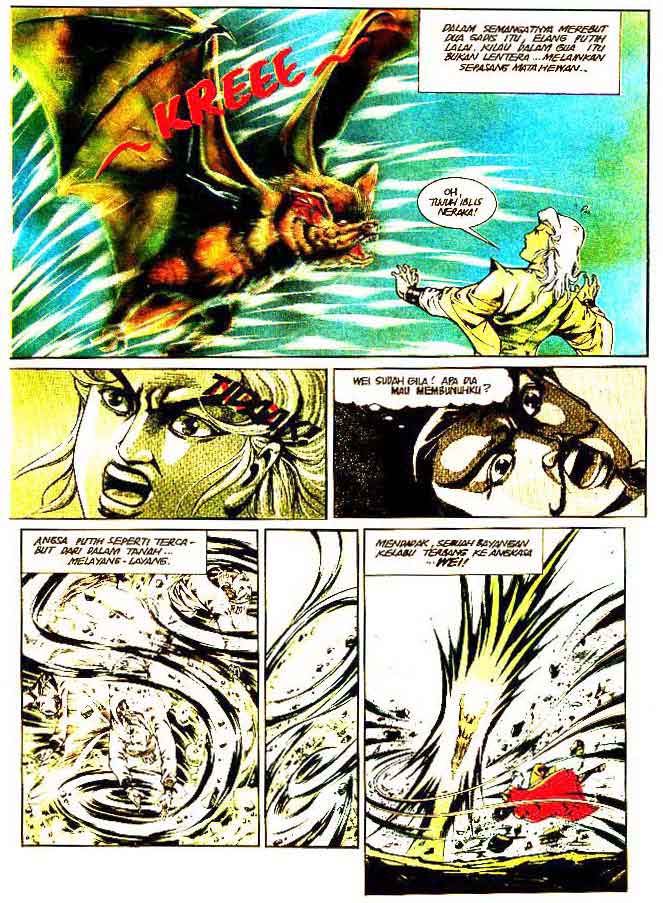 DALAM SEMANGATNYA MEREBUT
DUA GADIS ITU, ELANG PUTIH
LALAI. KILAU DALAM GUA ITU
BUKAN LENTERA ... MELAINKAN
SEPASANG MATA HEWAN..
~KREEE~
OH,
TUJUH IBLIS
NERAKA!
WEI SUDAH GILA! APA DIA
MAU MEMBUNUHKU?
ANGSA PUTIH SEPERTI TERCA-
BUT DARI DALAM TANAH...
MELAYANG-LAYANG.
MENDADAK, SEBUAH BAYANGAN
KELABU TERBANG KE ANGKASA
...WEI!